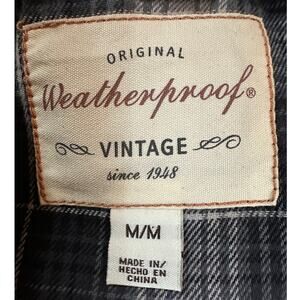 ORIGINAL
Weatherproof®
VINTAGE
since 1948
M/M
MADE IN/
HECHO EN
CHINA